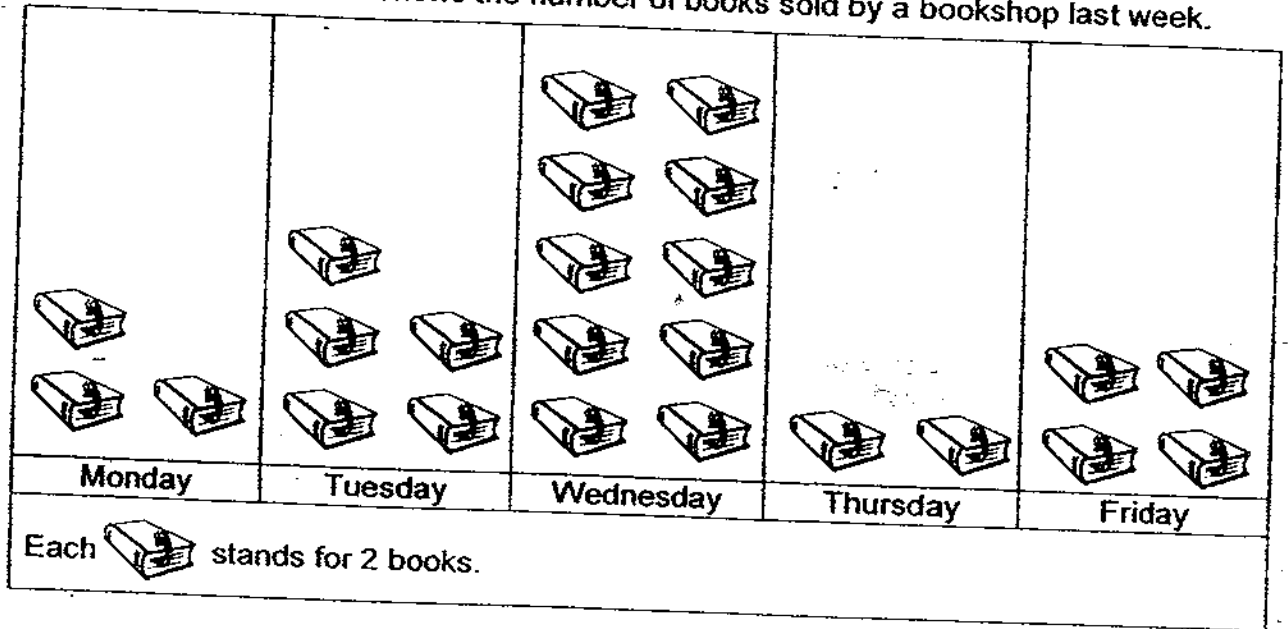 the number of books sold by a bookshop last week.
Monday Tuesday Wednesday Thursday Friday
Each stands for 2 books.